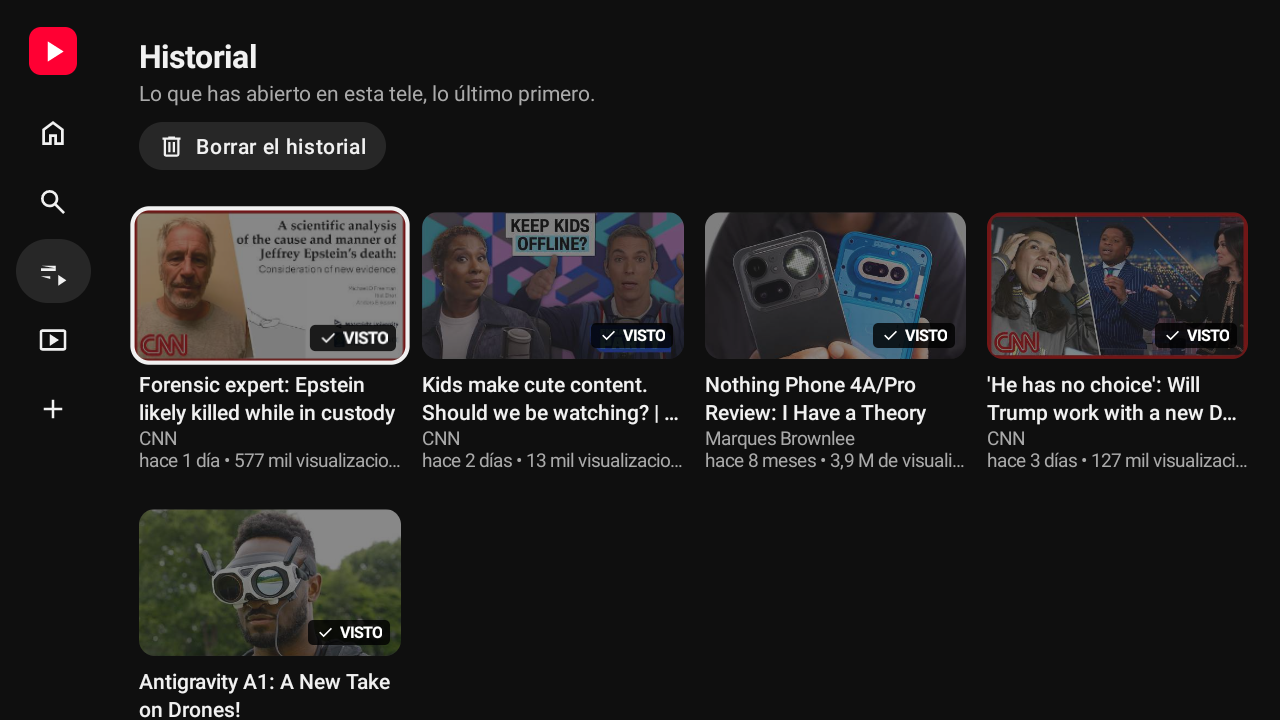 Historial
Lo que has abierto en esta tele, lo último primero.
Borrar el historial
A scientific analysis
of the cause and manner of
Jeffrey Epstein's death:
Consideration of new evidence
CNN
VISTO
KEEP KIDS
OFFLINE?
VISTO
VISTO
CNN
VISTO
Forensic expert: Epstein
likely killed while in custody
CNN
hace 1 día • 577 mil visualizacio...
Kids make cute content.
Should we be watching? | ...
CNN
hace 2 días • 13 mil visualizacio...
Nothing Phone 4A/Pro
Review: I Have a Theory
Marques Brownlee
hace 8 meses • 3,9 M de visuali...
'He has no choice': Will
Trump work with a new D...
CNN
hace 3 días • 127 mil visualizaci...
VISTO
Antigravity A1: A New Take
on Drones!